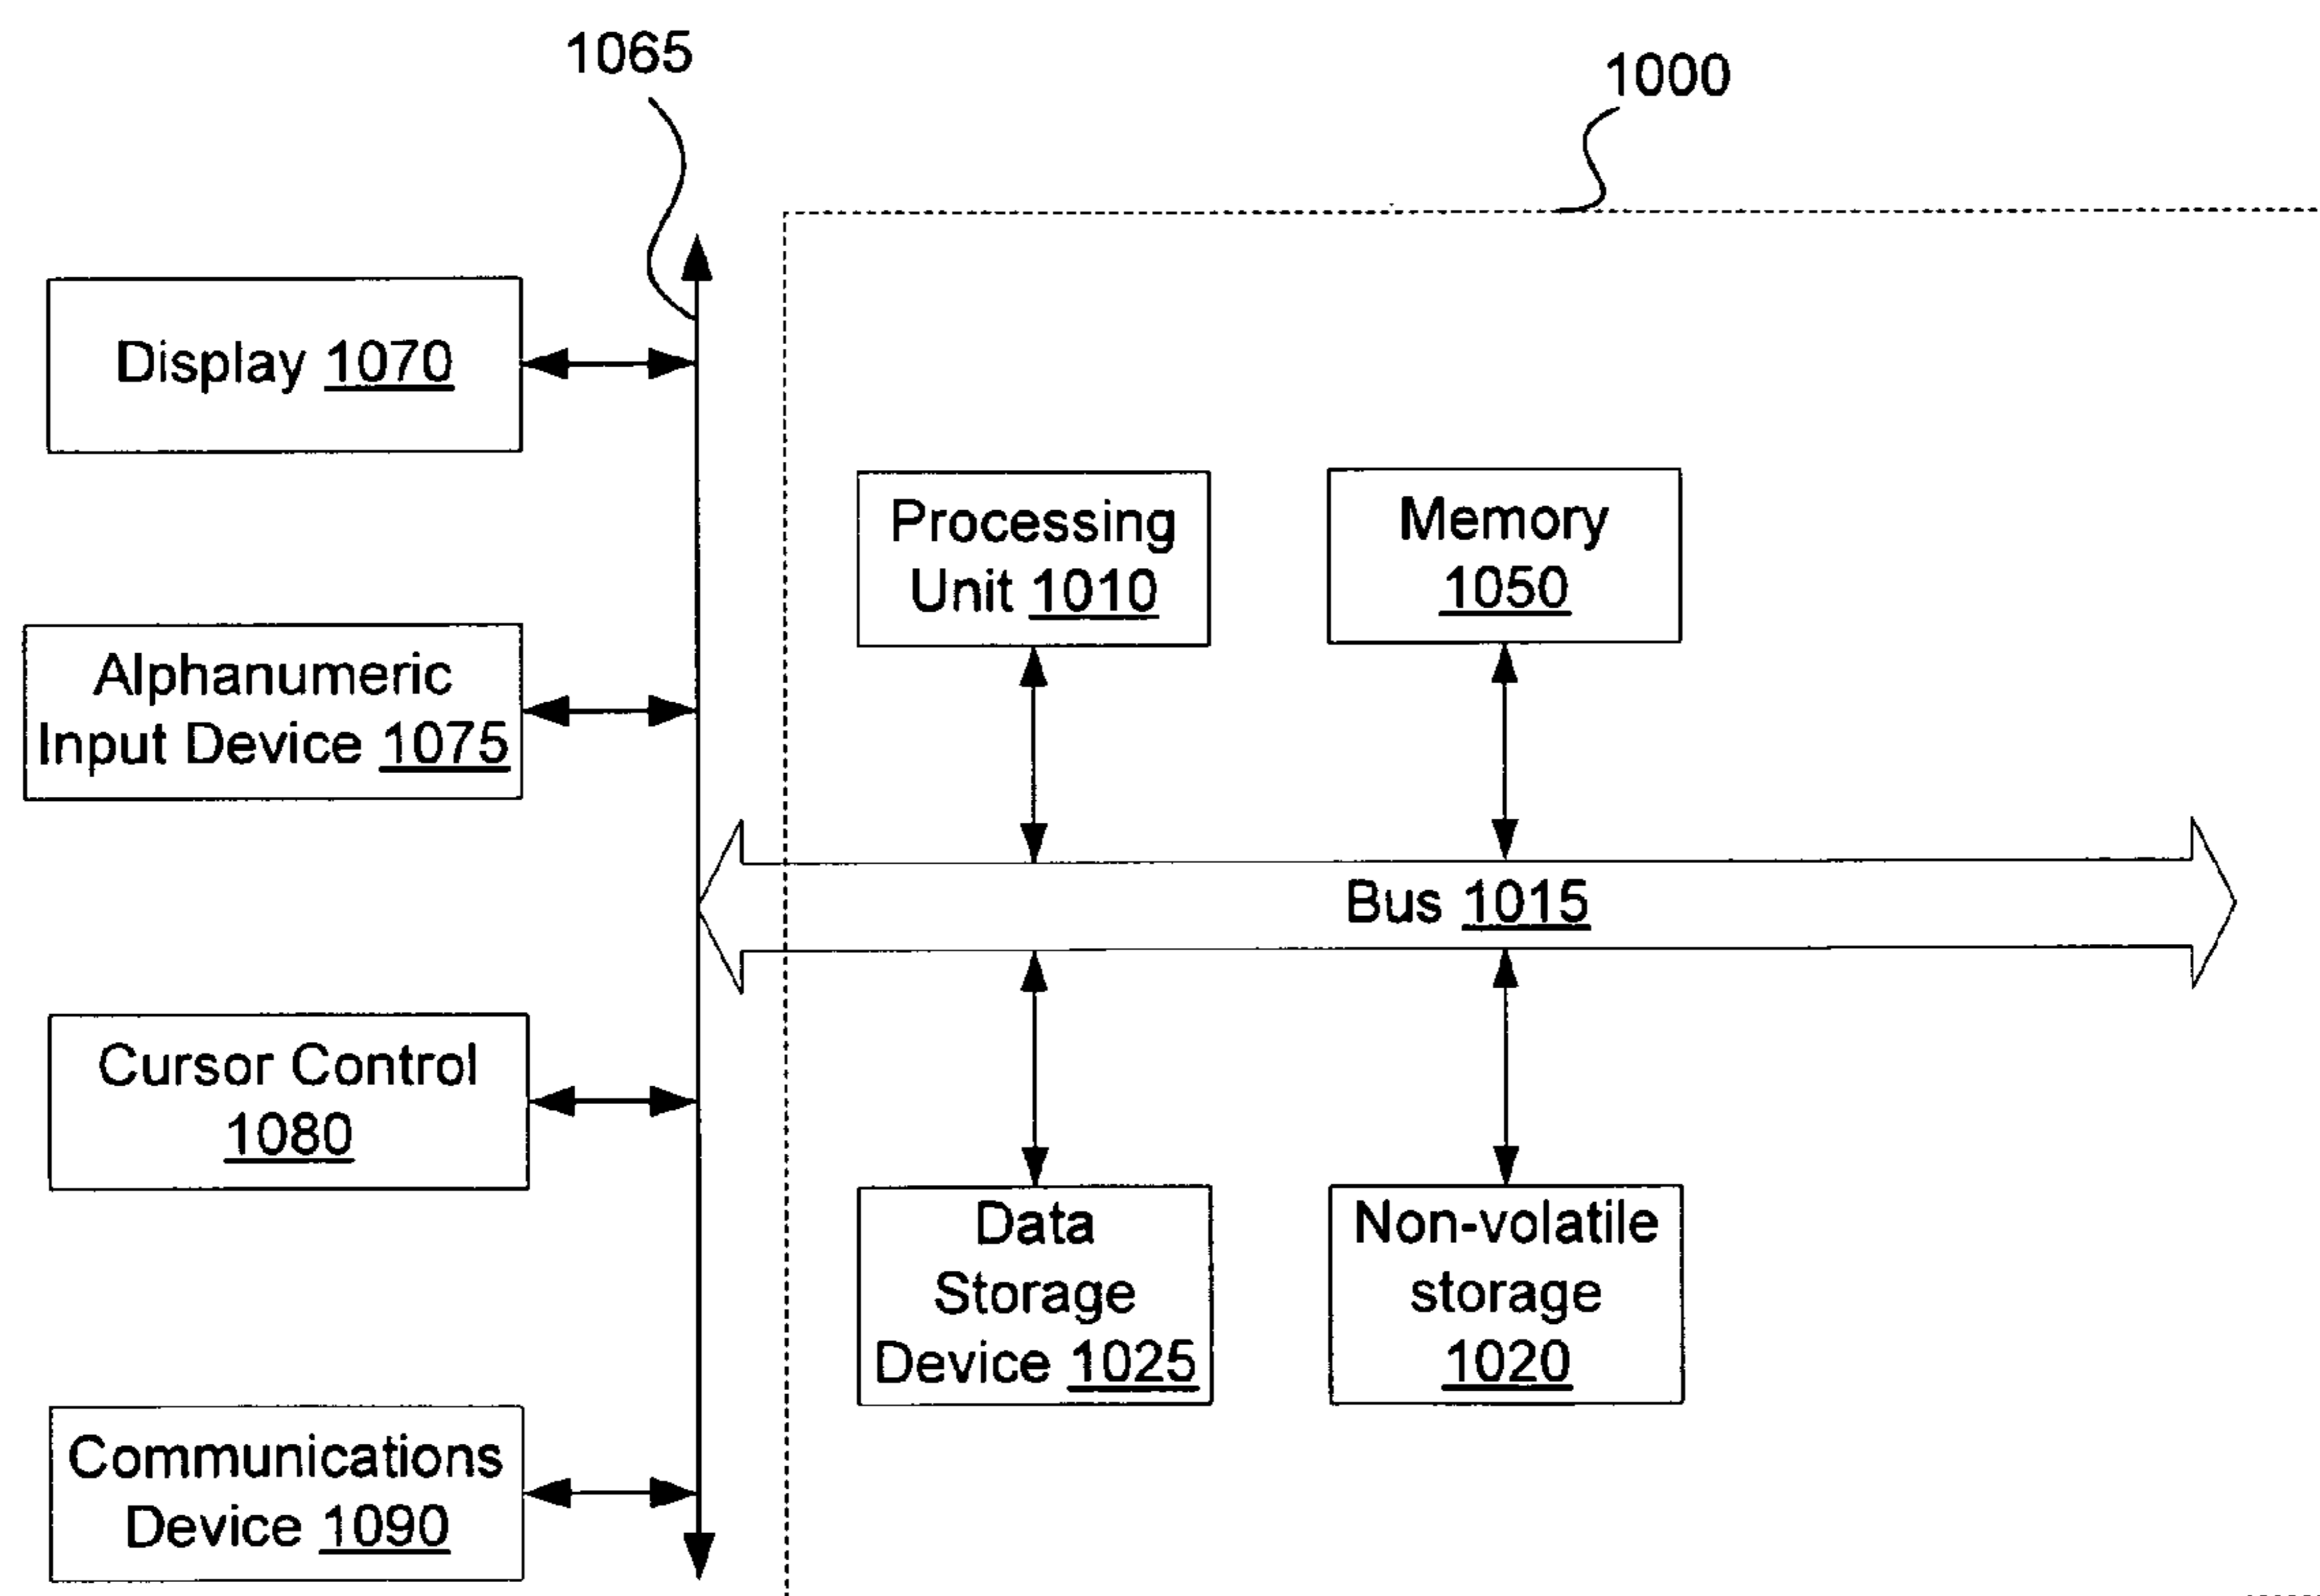 1065
1000
Display 1070
Processing
Unit 1010
Memory
1050
Alphanumeric
Input Device 1075
Bus 1015
Cursor Control
1080
Data
Storage
Device 1025
Non-volatile
storage
1020
Communications
Device 1090